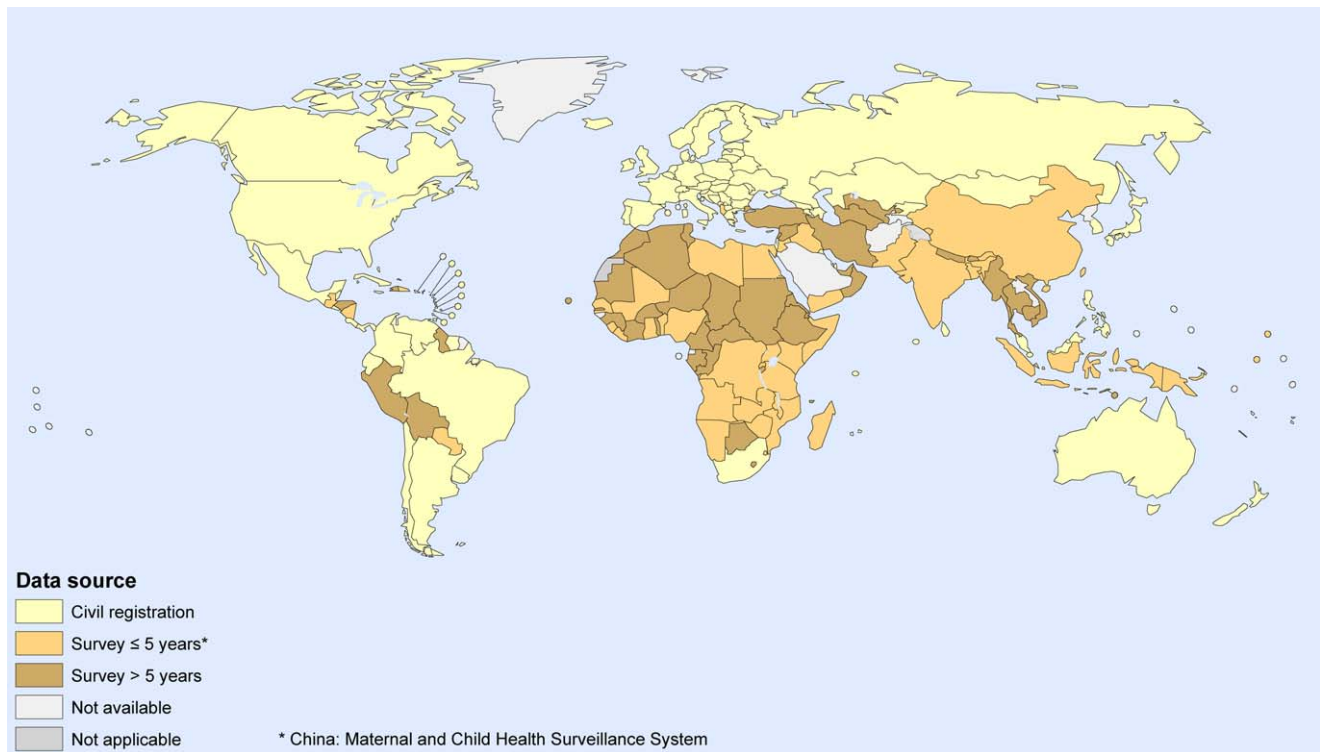 Data source
Civil registration
Survey ≤ 5 years*
Survey > 5 years
Not available
Not applicable
* China: Maternal and Child Health Surveillance System